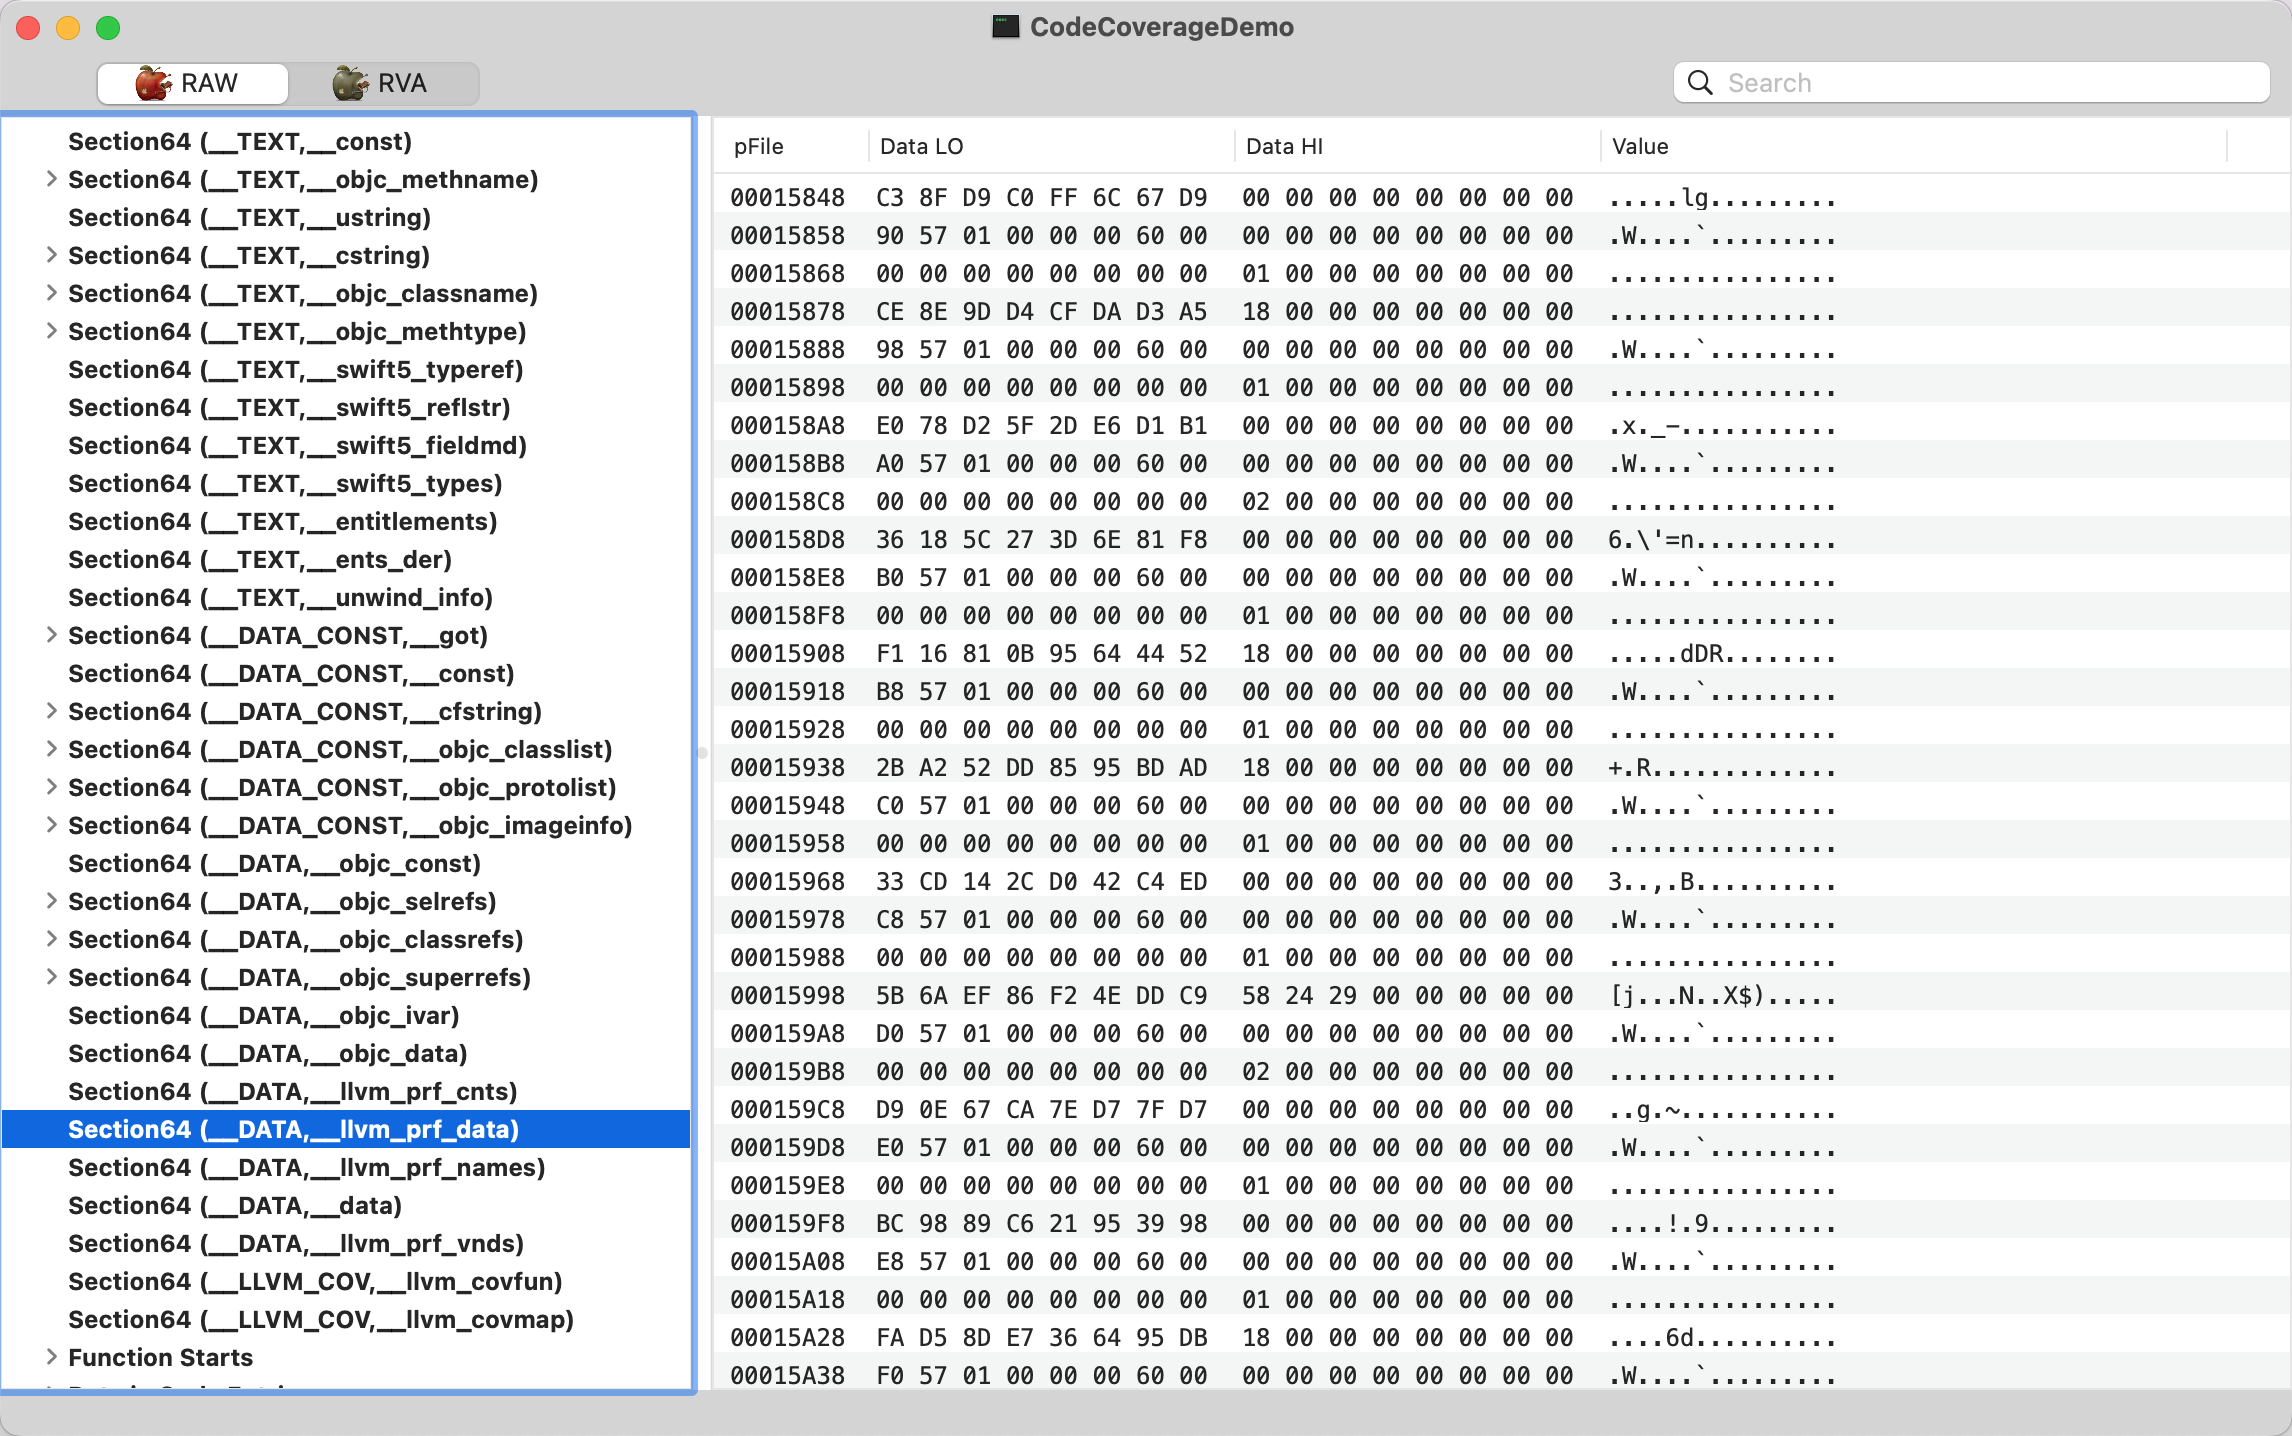 CodeCoverageDemo
RAW
RVA
Search
Section64 (__TEXT,__const)
Section64 (__TEXT,__objc_methname)
Section64 (__TEXT,__ustring)
Section64 (__TEXT,__cstring)
Section64 (__TEXT,__objc_classname)
Section64 (__TEXT,__objc_methtype)
Section64 (__TEXT,__swift5_typeref)
Section64 (__TEXT,__swift5_reflstr)
Section64 (__TEXT,__swift5_fieldmd)
Section64 (__TEXT,__swift5_types)
Section64 (__TEXT,__entitlements)
Section64 (__TEXT,__ents_der)
Section64 (__TEXT,__unwind_info)
Section64 (__DATA_CONST,__got)
Section64 (__DATA_CONST,__const)
Section64 (__DATA_CONST,__cfstring)
Section64 (__DATA_CONST,__objc_classlist)
Section64 (__DATA_CONST,__objc_protolist)
Section64 (__DATA_CONST,__objc_imageinfo)
Section64 (__DATA,__objc_const)
Section64 (__DATA,__objc_selrefs)
Section64 (__DATA,__objc_classrefs)
Section64 (__DATA,__objc_superrefs)
Section64 (__DATA,__objc_ivar)
Section64 (__DATA,__objc_data)
Section64 (__DATA,__llvm_prf_cnts)
Section64 (__DATA,__llvm_prf_data)
Section64 (__DATA,__llvm_prf_names)
Section64 (__DATA,__data)
Section64 (__DATA,__llvm_prf_vnds)
Section64 (__LLVM_COV,__llvm_covfun)
Section64 (__LLVM_COV,__llvm_covmap)
Function Starts
pFile Data LO Data HI Value
00015848 C3 8F D9 C0 FF 6C 67 D9 00 00 00 00 00 00 00 00 .....lg.........
00015858 90 57 01 00 00 00 60 00 00 00 00 00 00 00 00 00 .W....`.........
00015868 00 00 00 00 00 00 00 00 01 00 00 00 00 00 00 00 ................
00015878 CE 8E 9D D4 CF DA D3 A5 18 00 00 00 00 00 00 00 ................
00015888 98 57 01 00 00 00 60 00 00 00 00 00 00 00 00 00 .W....`.........
00015898 00 00 00 00 00 00 00 00 01 00 00 00 00 00 00 00 ................
000158A8 E0 78 D2 5F 2D E6 D1 B1 00 00 00 00 00 00 00 00 .x._-...........
000158B8 A0 57 01 00 00 00 60 00 00 00 00 00 00 00 00 00 .W....`.........
000158C8 00 00 00 00 00 00 00 00 02 00 00 00 00 00 00 00 ................
000158D8 36 18 5C 27 3D 6E 81 F8 00 00 00 00 00 00 00 00 6.\'=n..........
000158E8 B0 57 01 00 00 00 60 00 00 00 00 00 00 00 00 00 .W....`.........
000158F8 00 00 00 00 00 00 00 00 01 00 00 00 00 00 00 00 ................
00015908 F1 16 81 0B 95 64 44 52 18 00 00 00 00 00 00 00 .....dDR........
00015918 B8 57 01 00 00 00 60 00 00 00 00 00 00 00 00 00 .W....`.........
00015928 00 00 00 00 00 00 00 00 01 00 00 00 00 00 00 00 ................
00015938 2B A2 52 DD 85 95 BD AD 18 00 00 00 00 00 00 00 +.R.............
00015948 C0 57 01 00 00 00 60 00 00 00 00 00 00 00 00 00 .W....`.........
00015958 00 00 00 00 00 00 00 00 01 00 00 00 00 00 00 00 ................
00015968 33 CD 14 2C D0 42 C4 ED 00 00 00 00 00 00 00 00 3..,.B..........
00015978 C8 57 01 00 00 00 60 00 00 00 00 00 00 00 00 00 .W....`.........
00015988 00 00 00 00 00 00 00 00 01 00 00 00 00 00 00 00 ................
00015998 5B 6A EF 86 F2 4E DD C9 58 24 29 00 00 00 00 00 [j...N..X$).....
000159A8 D0 57 01 00 00 00 60 00 00 00 00 00 00 00 00 00 .W....`.........
000159B8 00 00 00 00 00 00 00 00 02 00 00 00 00 00 00 00 ................
000159C8 D9 0E 67 CA 7E D7 7F D7 00 00 00 00 00 00 00 00 ..g.~...........
000159D8 E0 57 01 00 00 00 60 00 00 00 00 00 00 00 00 00 .W....`.........
000159E8 00 00 00 00 00 00 00 00 01 00 00 00 00 00 00 00 ................
000159F8 BC 98 89 C6 21 95 39 98 00 00 00 00 00 00 00 00 ....!.9.........
00015A08 E8 57 01 00 00 00 60 00 00 00 00 00 00 00 00 00 .W....`.........
00015A18 00 00 00 00 00 00 00 00 01 00 00 00 00 00 00 00 ................
00015A28 FA D5 8D E7 36 64 95 DB 18 00 00 00 00 00 00 00 ....6d..........
00015A38 F0 57 01 00 00 00 60 00 00 00 00 00 00 00 00 00 .W....`.........